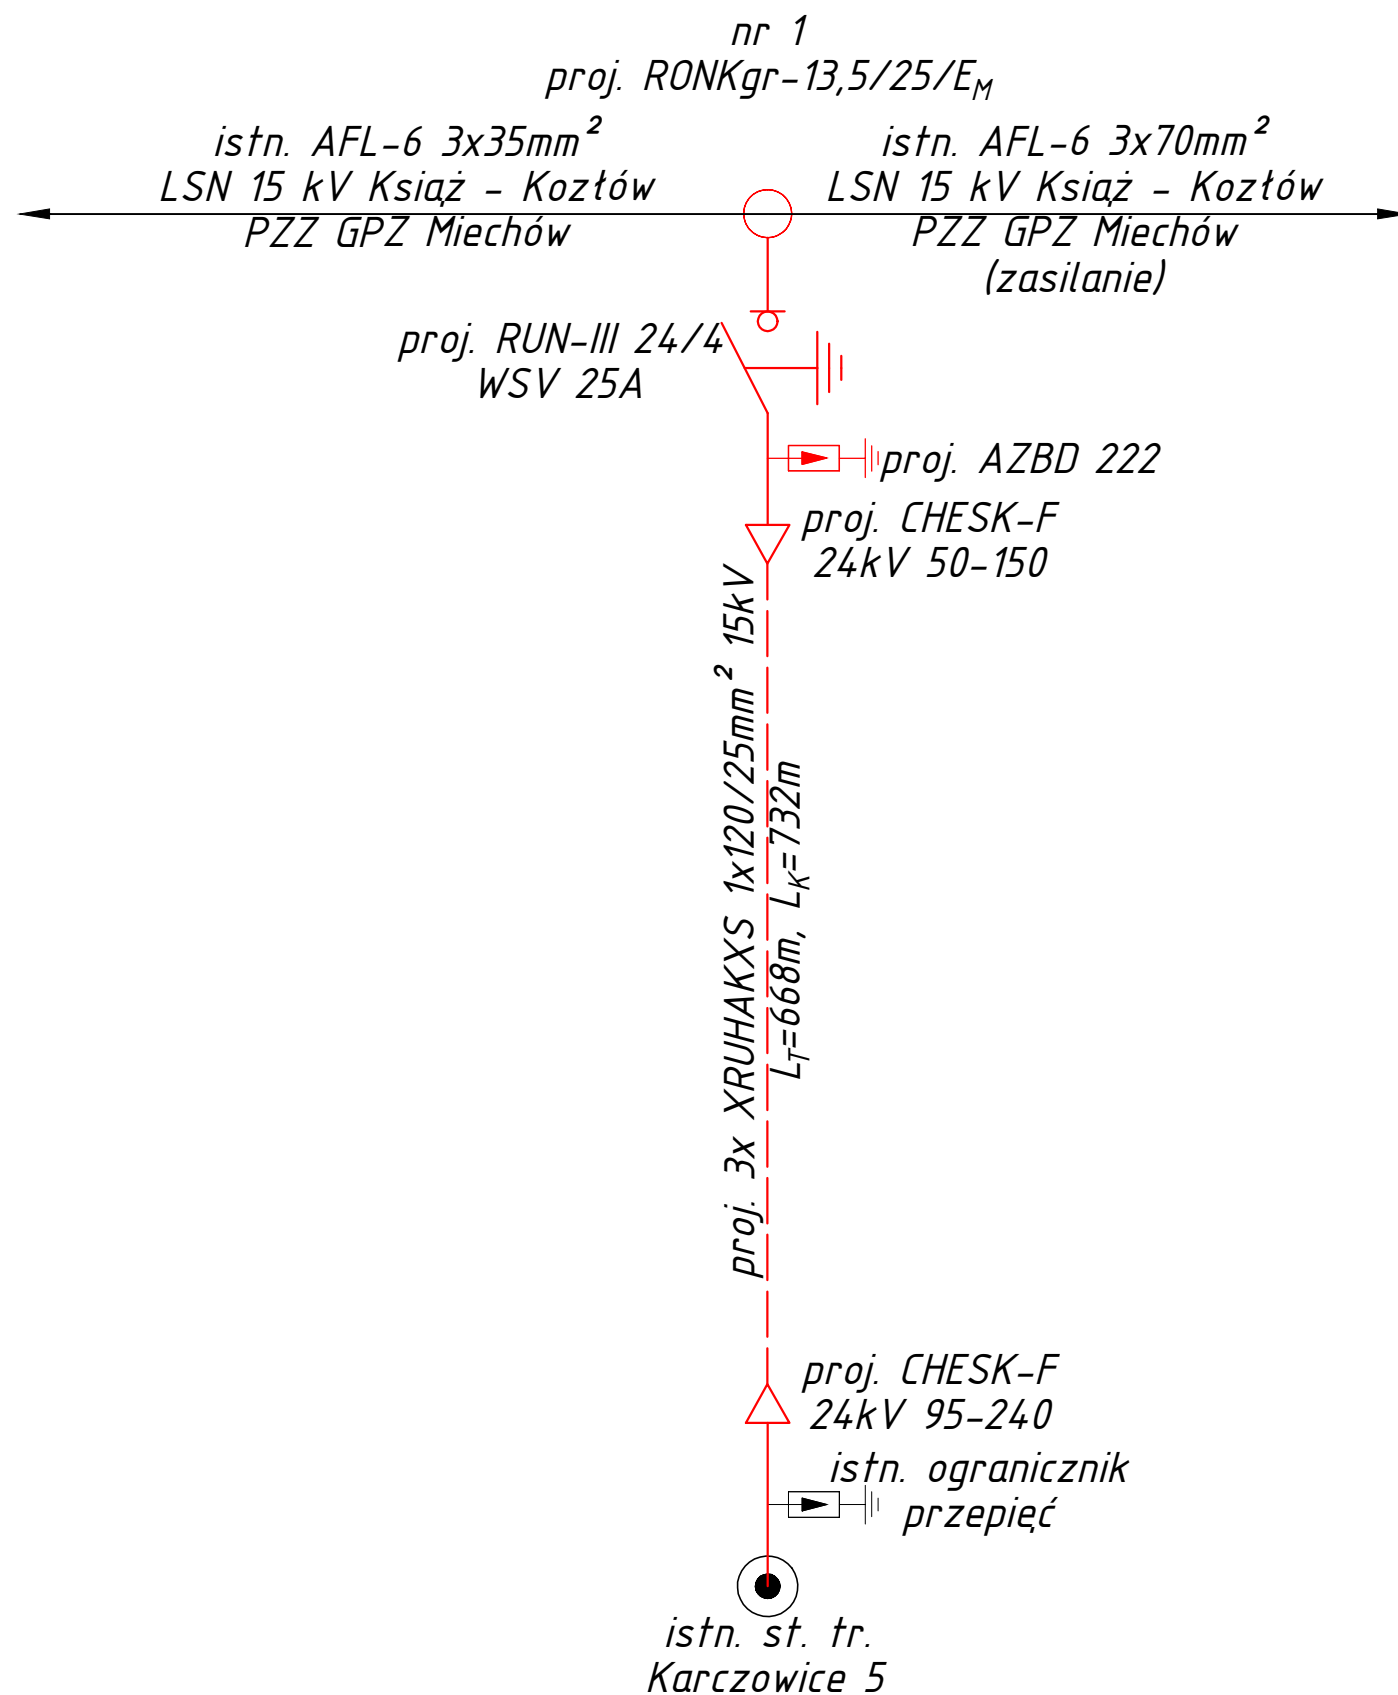 nr 1
proj. RONKgr-13,5/25/EM
istn. AFL-6 3x35mm²
LSN 15 kV Książ - Kozłów
PZZ GPZ Miechów
istn. AFL-6 3x70mm²
LSN 15 kV Książ - Kozłów
PZZ GPZ Miechów
(zasilanie)
proj. RUN-III 24/4
WSV 25A
proj. AZBD 222
proj. CHESK-F
24kV 50-150
proj. 3x XRUHAKXS 1x120/25mm² 15kV
LT=668m, LK=732m
proj. CHESK-F
24kV 95-240
istn. ogranicznik
przepięć
istn. st. tr.
Karczowice 5